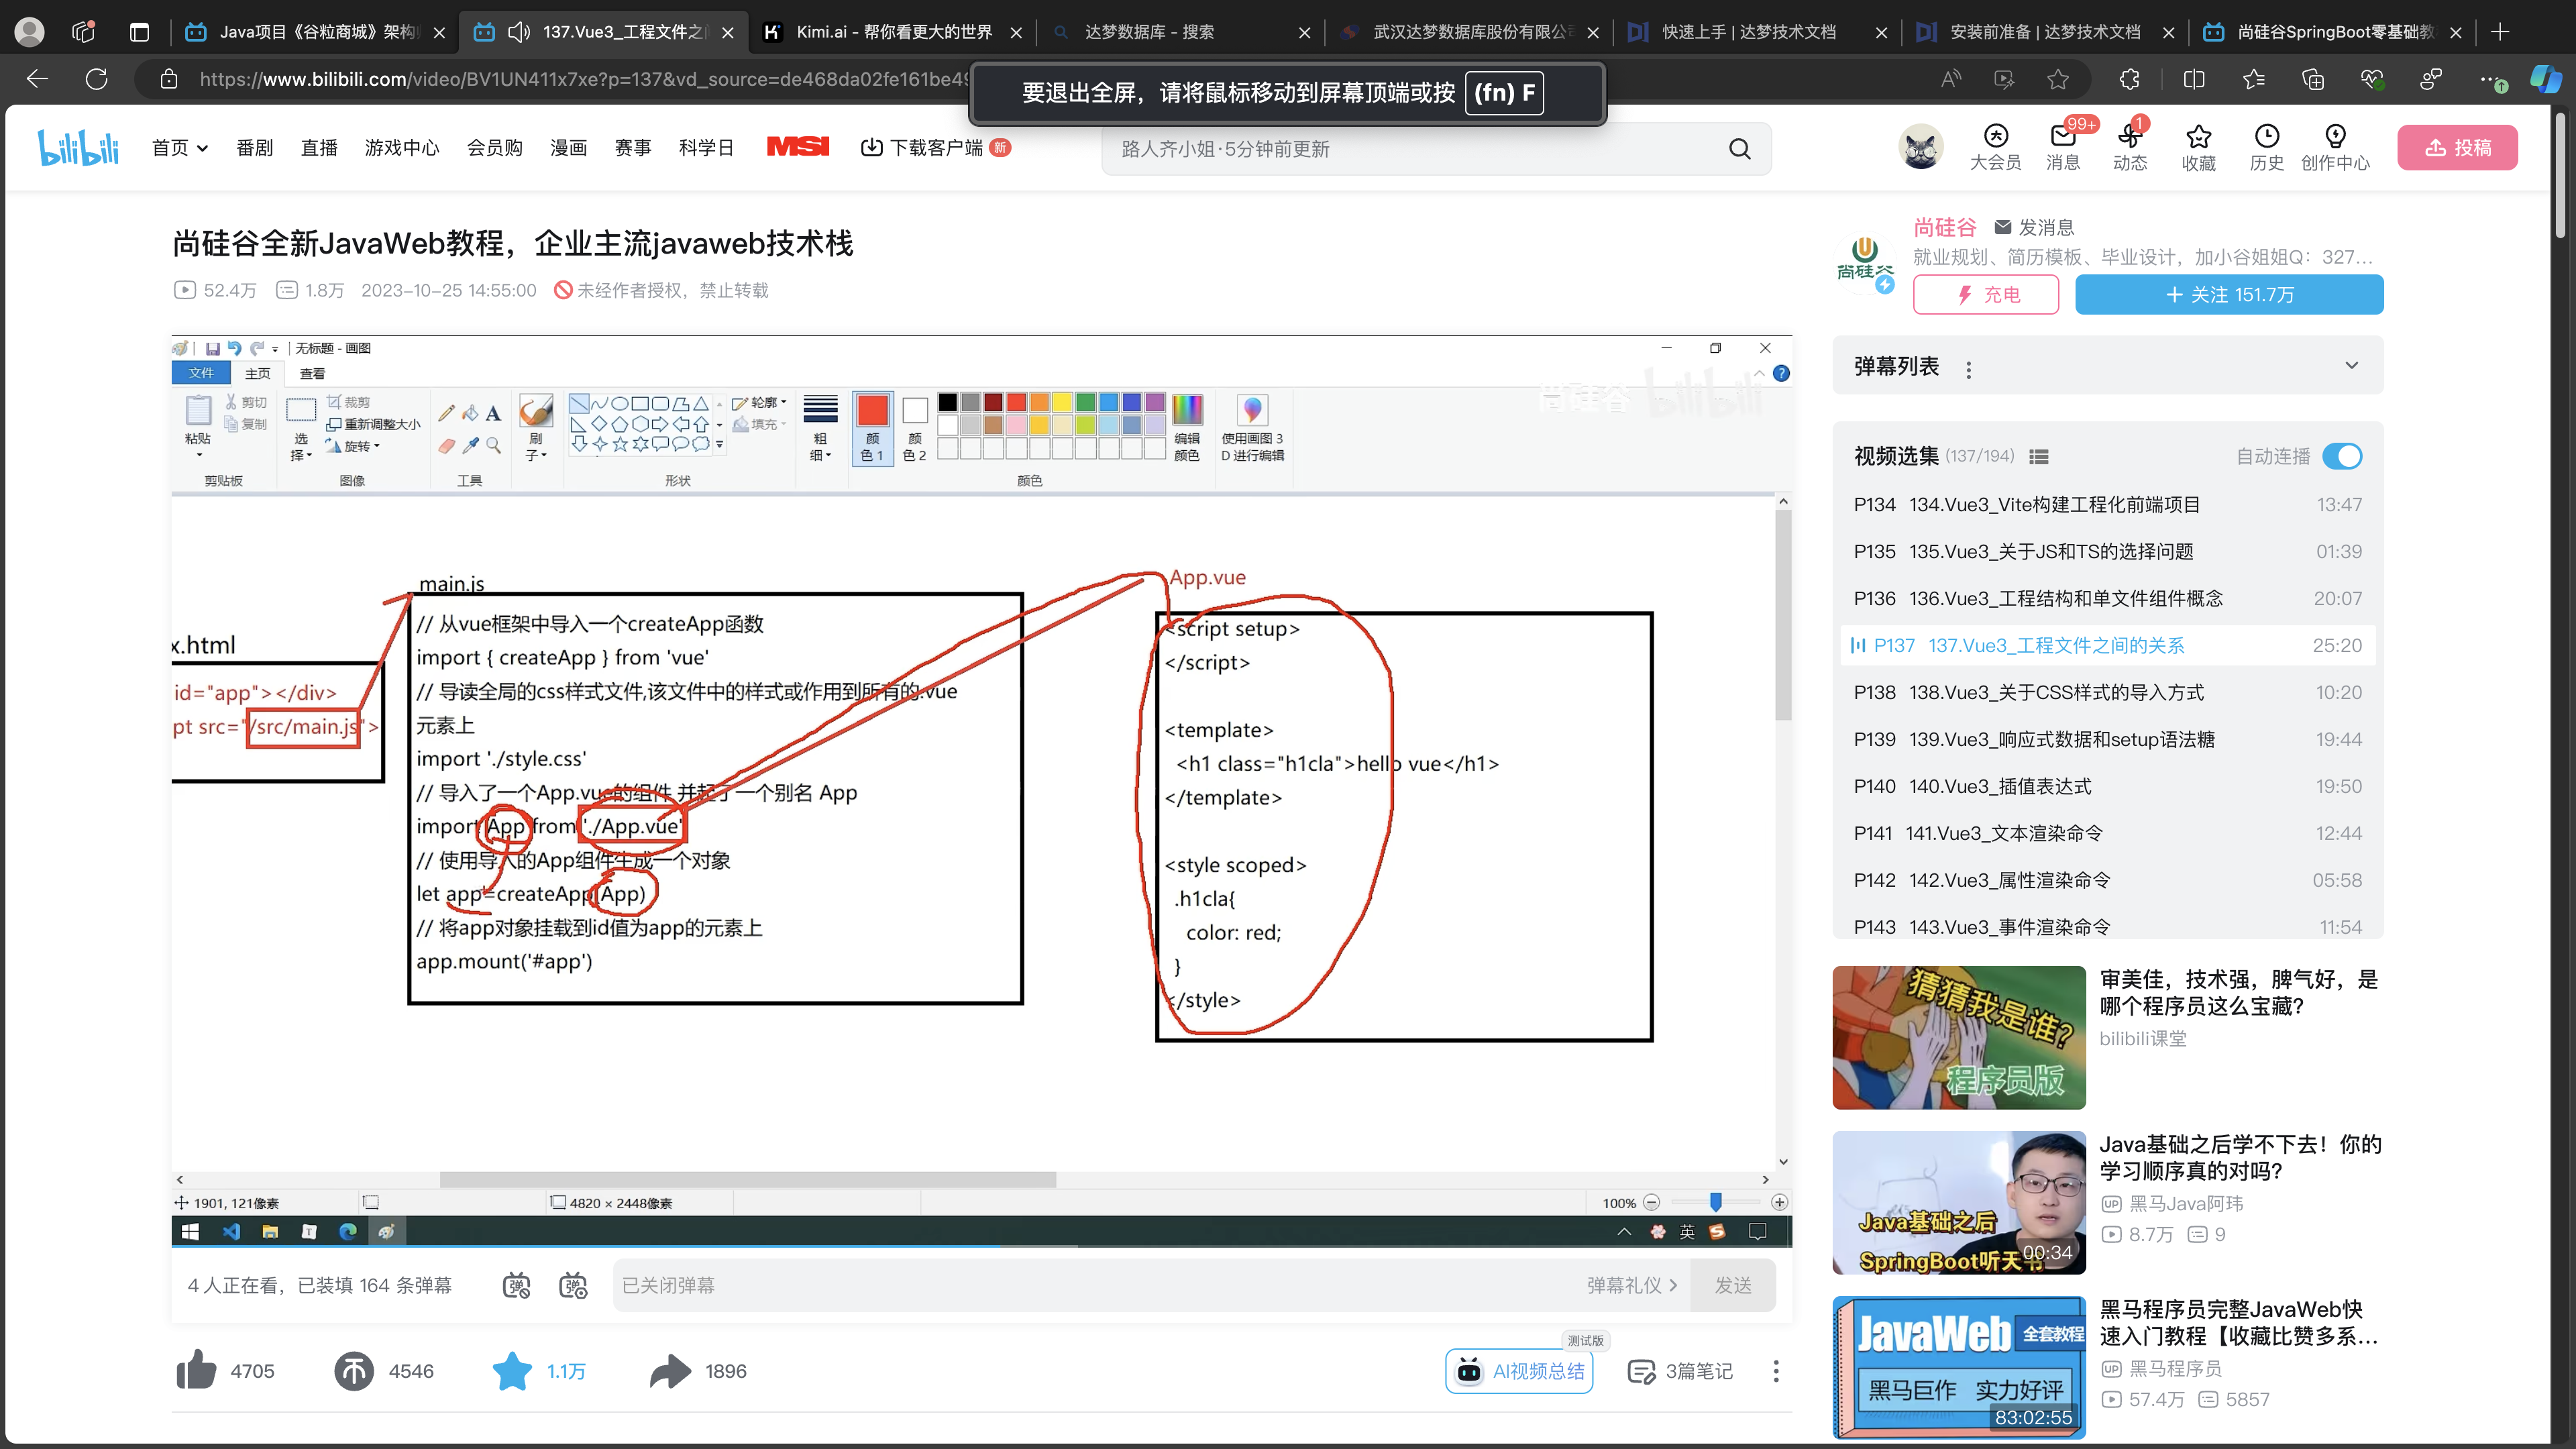 Java项目《谷粒商城》架构
137.Vue3_工程文件之
Kimi.ai - 帮你看更大的世界
达梦数据库 - 搜索
武汉达梦数据库股份有限公
快速上手 | 达梦技术文档
安装前准备 | 达梦技术文档
尚硅谷SpringBoot零基础教
https://www.bilibili.com/video/BV1UN411x7xe?p=137&vd_source=de468da02fe161be49
要退出全屏，请将鼠标移动到屏幕顶端或按 (fn) F
bilibili
首页
番剧
直播
游戏中心
会员购
漫画
赛事
科学日
MSI
下载客户端
新
路人齐小姐·5分钟前更新
大会员
99+
消息
1
动态
收藏
历史
创作中心
投稿
尚硅谷全新JavaWeb教程，企业主流javaweb技术栈
52.4万
1.8万
2023-10-25 14:55:00
未经作者授权，禁止转载
无标题 - 画图
文件
主页
查看
粘贴
剪切
复制
剪贴板
选择
裁剪
重新调整大小
旋转
图像
A
工具
刷子
轮廓
填充
形状
粗细
颜色 1
颜色 2
编辑颜色
颜色
使用画图 3D 进行编辑
尚硅谷 bilibili
x.html
id="app"></div>
pt src="/src/main.js">
main.js
// 从vue框架中导入一个createApp函数
import { createApp } from 'vue'
// 导读全局的css样式文件,该文件中的样式或作用到所有的.vue
元素上
import './style.css'
// 导入了一个App.vue的组件,并起了一个别名 App
import App from './App.vue'
// 使用导入的App组件生成一个对象
let app=createApp(App)
// 将app对象挂载到id值为app的元素上
app.mount('#app')
App.vue
<script setup>
</script>
<template>
<h1 class="h1cla">hello vue</h1>
</template>
<style scoped>
.h1cla{
color: red;
}
</style>
1901, 121像素
4820 × 2448像素
100%
英
4 人正在看，已装填 164 条弹幕
已关闭弹幕
弹幕礼仪
发送
4705
4546
1.1万
1896
测试版
AI视频总结
3篇笔记
尚硅谷
发消息
就业规划、简历模板、毕业设计，加小谷姐姐Q：327...
充电
关注 151.7万
弹幕列表
视频选集 (137/194)
自动连播
P134 134.Vue3_Vite构建工程化前端项目 13:47
P135 135.Vue3_关于JS和TS的选择问题 01:39
P136 136.Vue3_工程结构和单文件组件概念 20:07
P137 137.Vue3_工程文件之间的关系 25:20
P138 138.Vue3_关于CSS样式的导入方式 10:20
P139 139.Vue3_响应式数据和setup语法糖 19:44
P140 140.Vue3_插值表达式 19:50
P141 141.Vue3_文本渲染命令 12:44
P142 142.Vue3_属性渲染命令 05:58
P143 143.Vue3_事件渲染命令 11:54
猜猜我是谁?
程序员版
审美佳，技术强，脾气好，是
哪个程序员这么宝藏?
bilibili课堂
Java基础之后
SpringBoot听天书
00:34
Java基础之后学不下去！你的
学习顺序真的对吗?
黑马Java阿玮
8.7万
9
JavaWeb 全套教程
黑马巨作 实力好评
83:02:55
黑马程序员完整JavaWeb快
速入门教程【收藏比赞多系...
黑马程序员
57.4万
5857